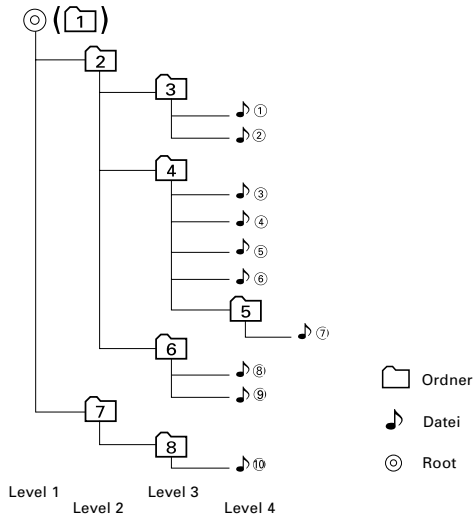 (1)
2
3
①
②
4
③
④
⑤
⑥
5
⑦
6
⑧
⑨
7
8
⑩
Ordner
Datei
Root
Level 1
Level 2
Level 3
Level 4